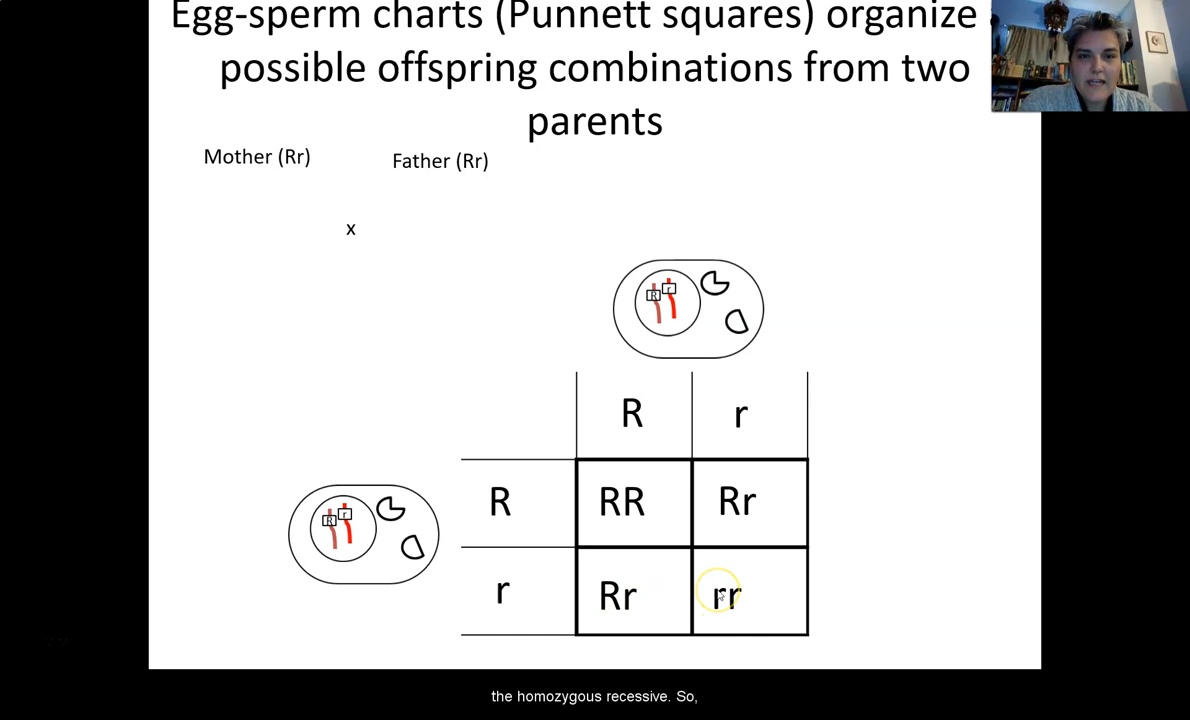 Egg-sperm charts (Punnett squares) organize
possible offspring combinations from two
parents
Mother (Rr)
Father (Rr)
x
R r
R r
R r
R RR Rr
r Rr rr
the homozygous recessive. So,